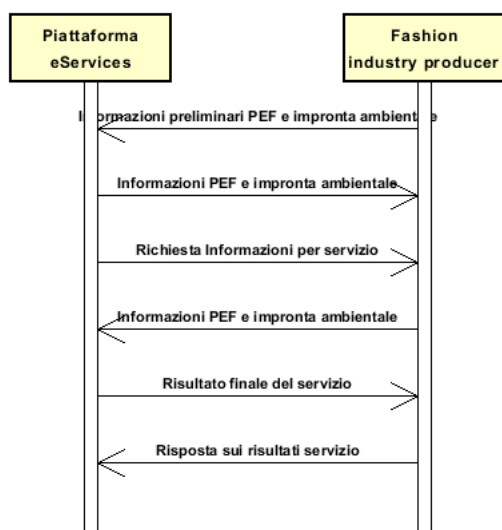 Piattaforma
eServices
Fashion
industry producer
Informazioni preliminari PEF e impronta ambientale
Informazioni PEF e impronta ambientale
Richiesta Informazioni per servizio
Informazioni PEF e impronta ambientale
Risultato finale del servizio
Risposta sui risultati servizio